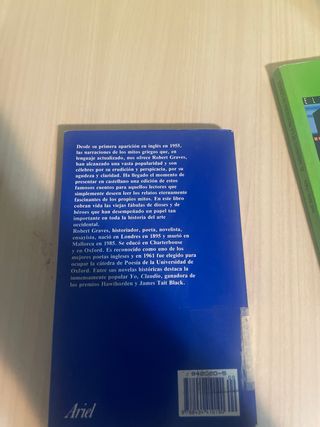 Desde su primera aparición en inglés en 1955,
las narraciones de los mitos griegos que, en
lenguaje actualizado, nos ofrece Robert Graves,
han alcanzado una vasta popularidad y son
célebres por su erudición y perspicacia, por su
agudeza y claridad. Ha llegado el momento de
presentar en castellano una edición de estos
famosos cuentos para aquellos lectores que
simplemente deseen leer los relatos eternamente
fascinantes de los propios mitos. En este libro
cobran vida las viejas fábulas de dioses y de
héroes que han desempeñado un papel tan
importante en toda la historia del arte
occidental.
Robert Graves, historiador, poeta, novelista,
ensayista, nació en Londres en 1895 y murió en
Mallorca en 1985. Se educó en Charterhouse
y en Oxford. Es reconocido como uno de los
mejores poetas ingleses y en 1961 fue elegido para
ocupar la cátedra de Poesía de la Universidad de
Oxford. Entre sus novelas históricas destaca la
inmensamente popular Yo, Claudio, ganadora de
los premios Hawthorden y James Tait Black.
Ariel